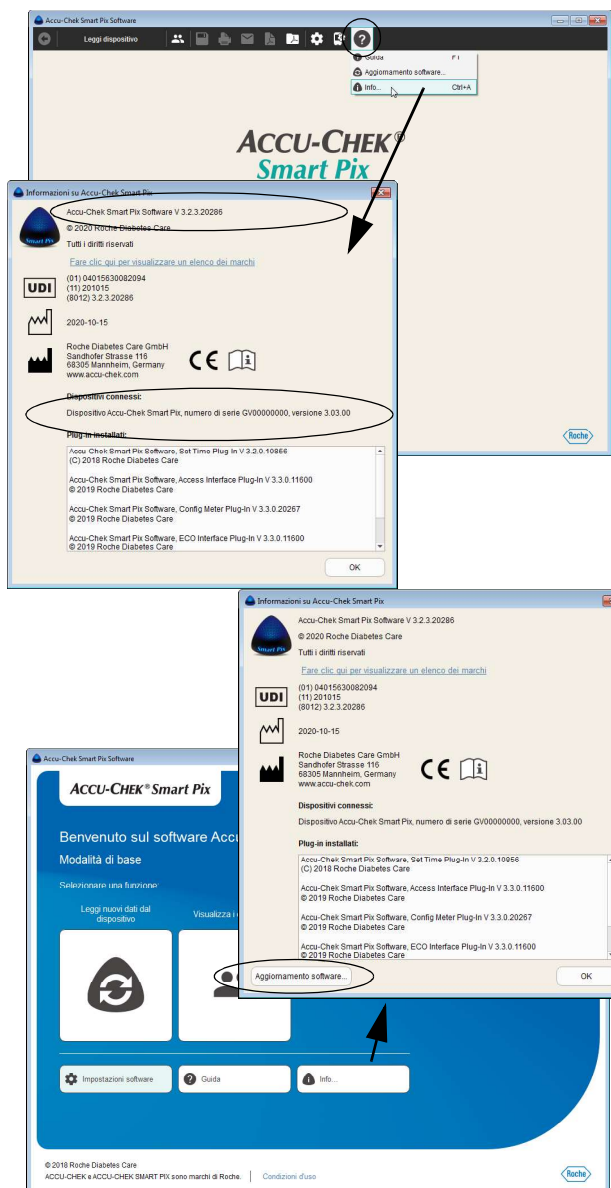 Accu-Chek Smart Pix Software
Leggi dispositivo
Guida F1
Aggiornamento software...
Info... Ctrl+A
ACCU-CHEK®
Smart Pix
Informazioni su Accu-Chek Smart Pix
Smart Pix
Accu-Chek Smart Pix Software V 3.2.3.20286
© 2020 Roche Diabetes Care
Tutti i diritti riservati
Fare clic qui per visualizzare un elenco dei marchi
UDI
(01) 04015630082094
(11) 201015
(8012) 3.2.3.20286
2020-10-15
Roche Diabetes Care GmbH
Sandhofer Strasse 116
68305 Mannheim, Germany
www.accu-chek.com
CE
Dispositivi connessi:
Dispositivo Accu-Chek Smart Pix, numero di serie GV00000000, versione 3.03.00
Plug-in installati:
Accu-Chek Smart Pix Software, Set Time Plug-In V 3.2.0.10856
(C) 2018 Roche Diabetes Care
Accu-Chek Smart Pix Software, Access Interface Plug-In V 3.3.0.11600
© 2019 Roche Diabetes Care
Accu-Chek Smart Pix Software, Config Meter Plug-In V 3.3.0.20267
© 2019 Roche Diabetes Care
Accu-Chek Smart Pix Software, ECO Interface Plug-In V 3.3.0.11600
© 2019 Roche Diabetes Care
OK
Roche
Informazioni su Accu-Chek Smart Pix
Smart Pix
Accu-Chek Smart Pix Software V 3.2.3.20286
© 2020 Roche Diabetes Care
Tutti i diritti riservati
Fare clic qui per visualizzare un elenco dei marchi
UDI
(01) 04015630082094
(11) 201015
(8012) 3.2.3.20286
2020-10-15
Roche Diabetes Care GmbH
Sandhofer Strasse 116
68305 Mannheim, Germany
www.accu-chek.com
CE
Dispositivi connessi:
Dispositivo Accu-Chek Smart Pix, numero di serie GV00000000, versione 3.03.00
Plug-in installati:
Accu-Chek Smart Pix Software, Set Time Plug-In V 3.2.0.10856
(C) 2018 Roche Diabetes Care
Accu-Chek Smart Pix Software, Access Interface Plug-In V 3.3.0.11600
© 2019 Roche Diabetes Care
Accu-Chek Smart Pix Software, Config Meter Plug-In V 3.3.0.20267
© 2019 Roche Diabetes Care
Accu-Chek Smart Pix Software, ECO Interface Plug-In V 3.3.0.11600
© 2019 Roche Diabetes Care
Aggiornamento software... OK
Accu-Chek Smart Pix Software
ACCU-CHEK® Smart Pix
Benvenuto sul software Accu
Modalità di base
Selezionare una funzione:
Leggi nuovi dati dal
dispositivo
Visualizza i
Impostazioni software
Guida
Info...
© 2018 Roche Diabetes Care
ACCU-CHEK e ACCU-CHEK SMART PIX sono marchi di Roche. Condizioni d'uso
Roche